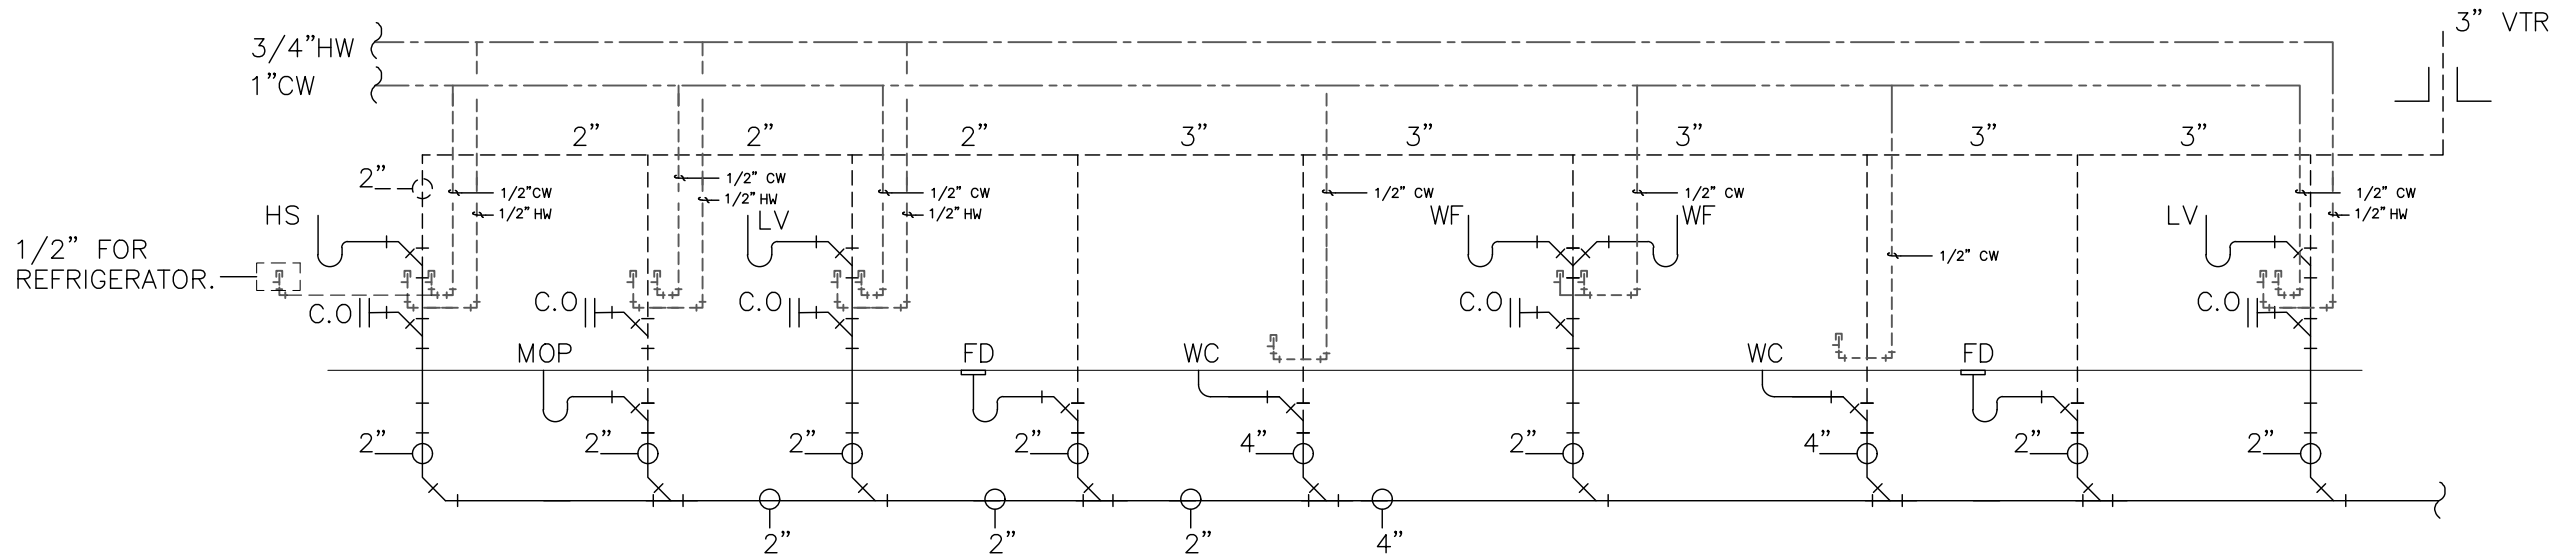 3" VTR
3/4"HW
1"CW
2" 2" 2" 3" 3" 3" 3" 3"
2"
1/2" CW
1/2" HW
1/2"CW
1/2" HW
1/2" CW
1/2" HW
1/2" CW
1/2" CW
1/2" CW
1/2" CW
1/2" HW
HS LV WF WF LV
1/2" FOR
REFRIGERATOR.
C.O C.O C.O C.O C.O
MOP FD WC WC FD
2" 2" 2" 2" 4" 2" 4" 2" 2"
2" 2" 2" 4"